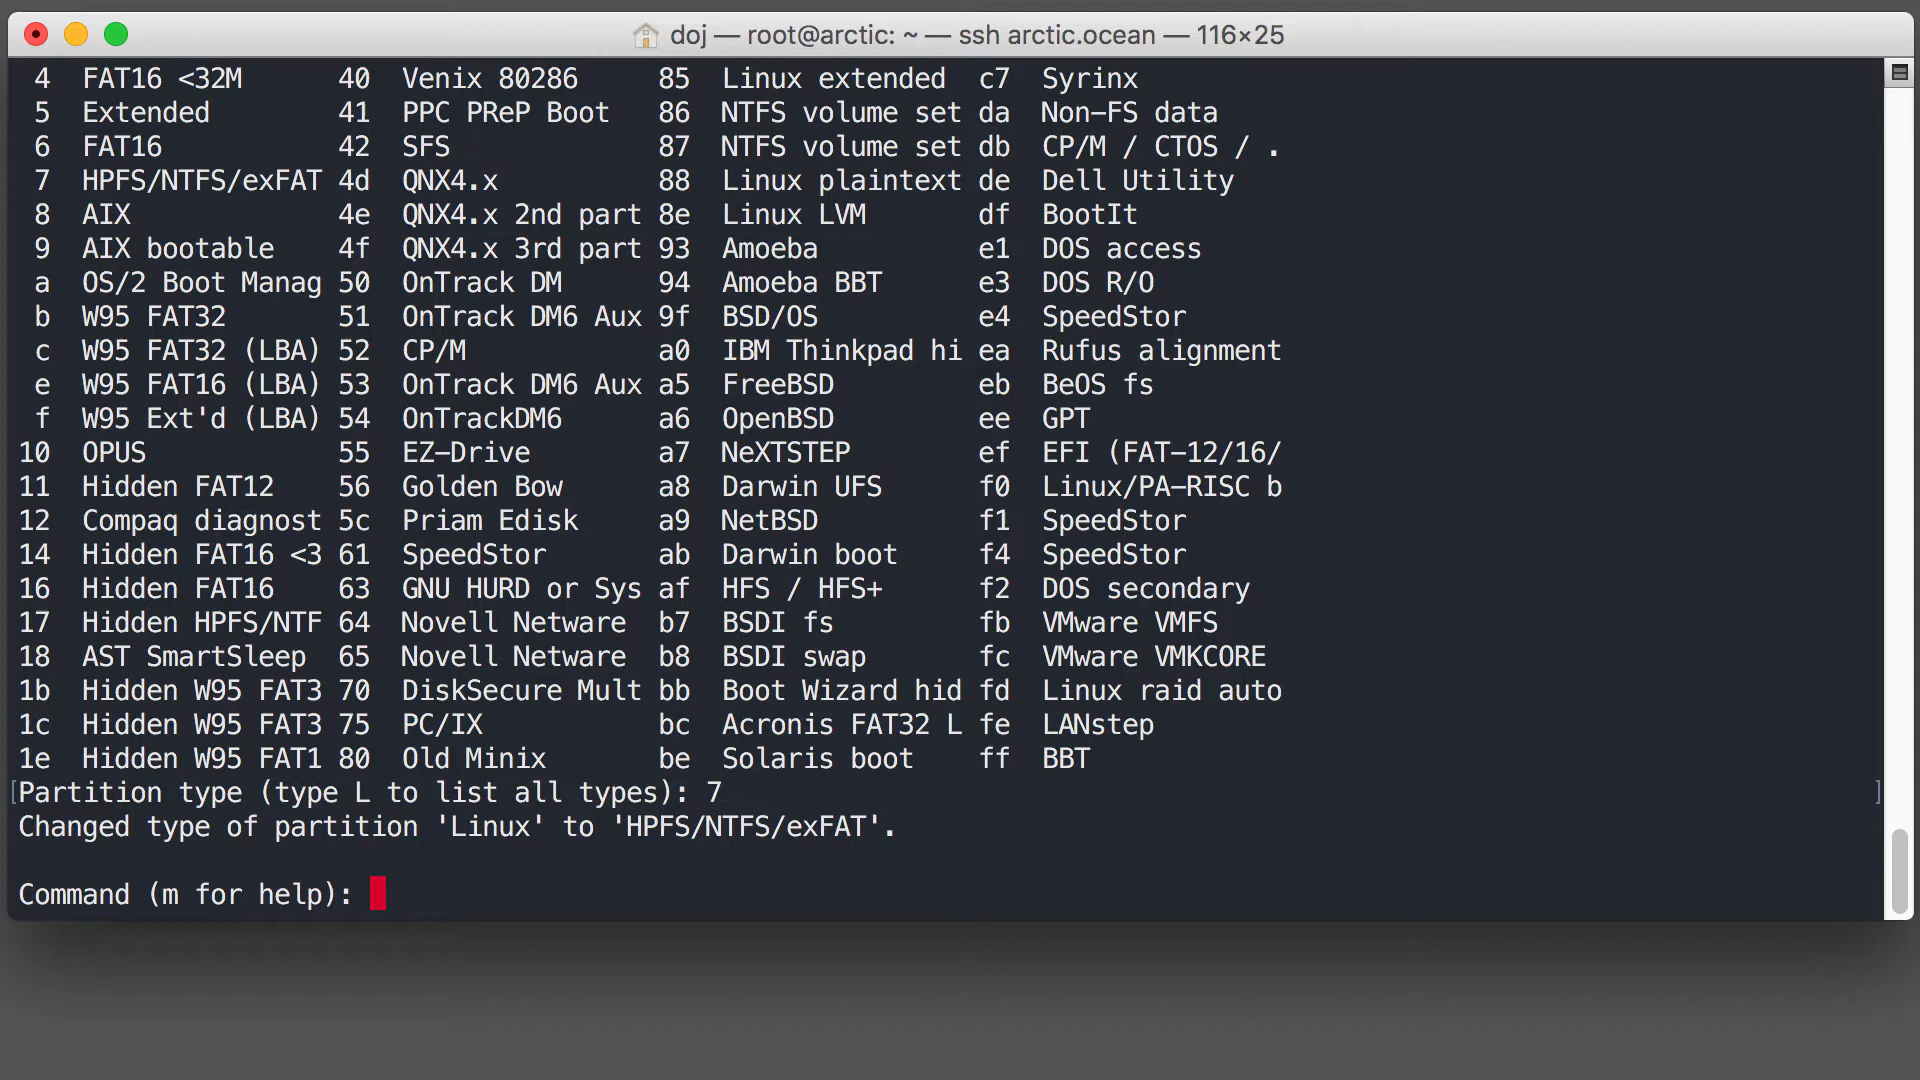 doj — root@arctic: ~ — ssh arctic.ocean — 116×25
4 FAT16 <32M 40 Venix 80286 85 Linux extended c7 Syrinx
5 Extended 41 PPC PReP Boot 86 NTFS volume set da Non-FS data
6 FAT16 42 SFS 87 NTFS volume set db CP/M / CTOS / .
7 HPFS/NTFS/exFAT 4d QNX4.x 88 Linux plaintext de Dell Utility
8 AIX 4e QNX4.x 2nd part 8e Linux LVM df BootIt
9 AIX bootable 4f QNX4.x 3rd part 93 Amoeba e1 DOS access
a OS/2 Boot Manag 50 OnTrack DM 94 Amoeba BBT e3 DOS R/O
b W95 FAT32 51 OnTrack DM6 Aux 9f BSD/OS e4 SpeedStor
c W95 FAT32 (LBA) 52 CP/M a0 IBM Thinkpad hi ea Rufus alignment
e W95 FAT16 (LBA) 53 OnTrack DM6 Aux a5 FreeBSD eb BeOS fs
f W95 Ext'd (LBA) 54 OnTrackDM6 a6 OpenBSD ee GPT
10 OPUS 55 EZ-Drive a7 NeXTSTEP ef EFI (FAT-12/16/
11 Hidden FAT12 56 Golden Bow a8 Darwin UFS f0 Linux/PA-RISC b
12 Compaq diagnost 5c Priam Edisk a9 NetBSD f1 SpeedStor
14 Hidden FAT16 <3 61 SpeedStor ab Darwin boot f4 SpeedStor
16 Hidden FAT16 63 GNU HURD or Sys af HFS / HFS+ f2 DOS secondary
17 Hidden HPFS/NTF 64 Novell Netware b7 BSDI fs fb VMware VMFS
18 AST SmartSleep 65 Novell Netware b8 BSDI swap fc VMware VMKCORE
1b Hidden W95 FAT3 70 DiskSecure Mult bb Boot Wizard hid fd Linux raid auto
1c Hidden W95 FAT3 75 PC/IX bc Acronis FAT32 L fe LANstep
1e Hidden W95 FAT1 80 Old Minix be Solaris boot ff BBT
[Partition type (type L to list all types): 7 ]
Changed type of partition 'Linux' to 'HPFS/NTFS/exFAT'.
Command (m for help):